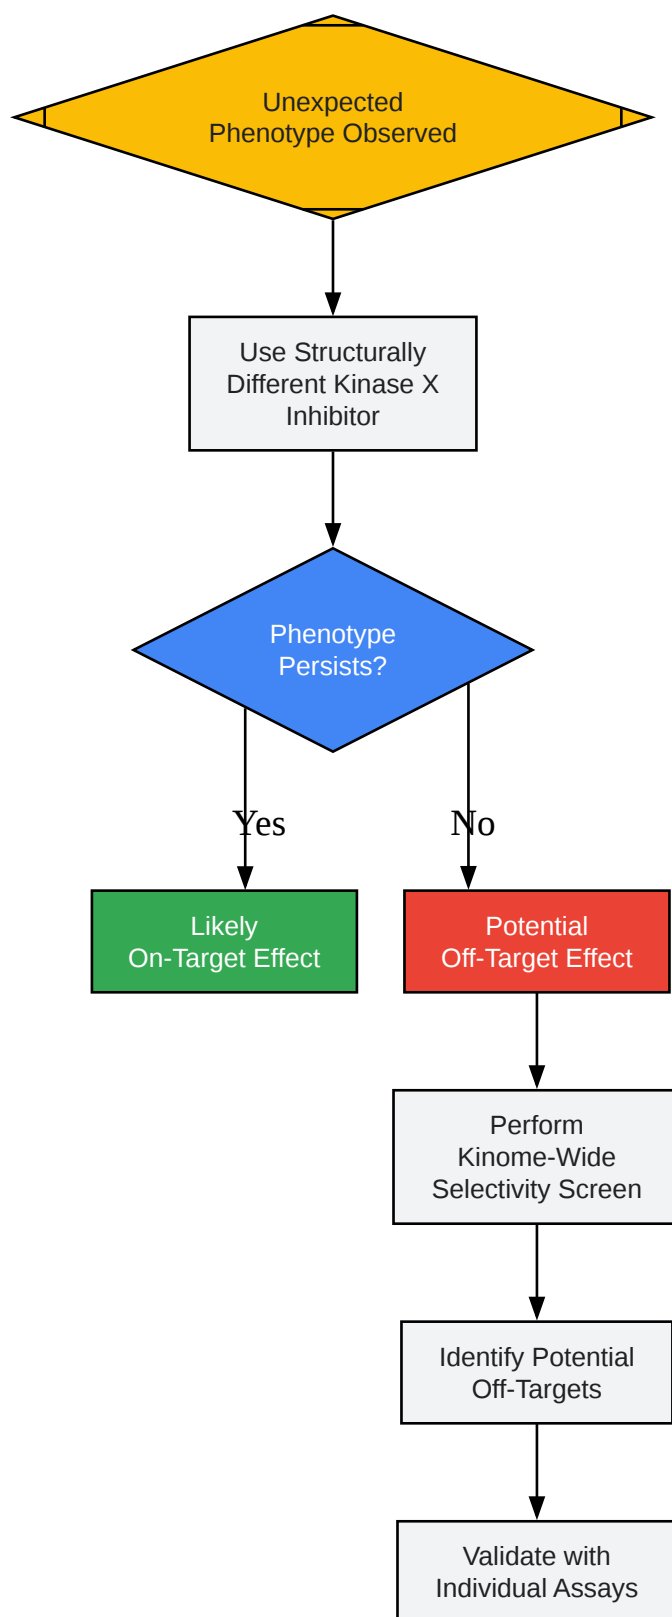 Unexpected
Phenotype Observed
Use Structurally
Different Kinase X
Inhibitor
Phenotype
Persists?
Yes
No
Likely
On-Target Effect
Potential
Off-Target Effect
Perform
Kinome-Wide
Selectivity Screen
Identify Potential
Off-Targets
Validate with
Individual Assays